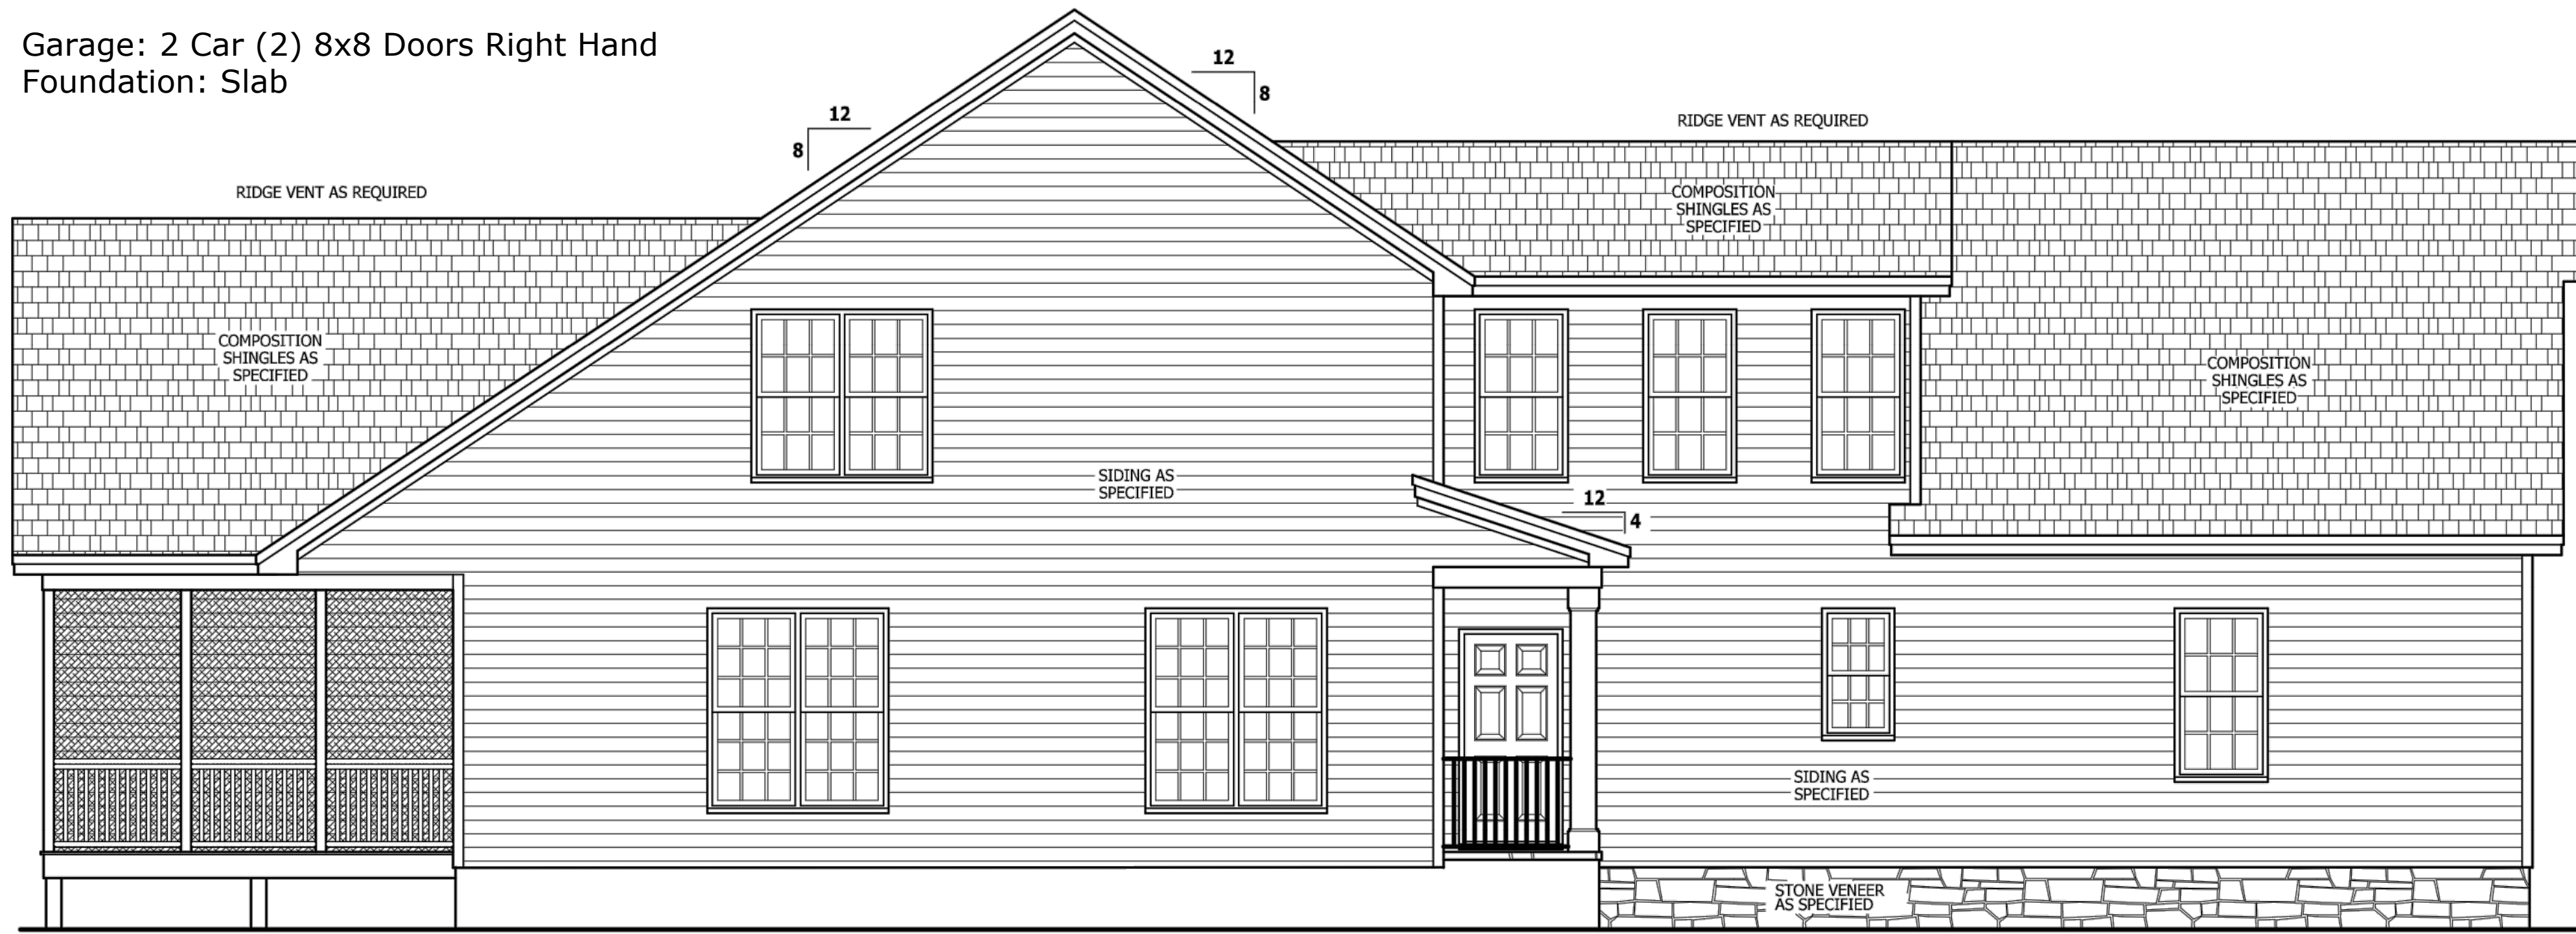 Garage: 2 Car (2) 8x8 Doors Right Hand
Foundation: Slab
12
8
12
8
RIDGE VENT AS REQUIRED
RIDGE VENT AS REQUIRED
COMPOSITION
SHINGLES AS
SPECIFIED
COMPOSITION
SHINGLES AS
SPECIFIED
COMPOSITION
SHINGLES AS
SPECIFIED
SIDING AS
SPECIFIED
12
4
SIDING AS
SPECIFIED
STONE VENEER
AS SPECIFIED